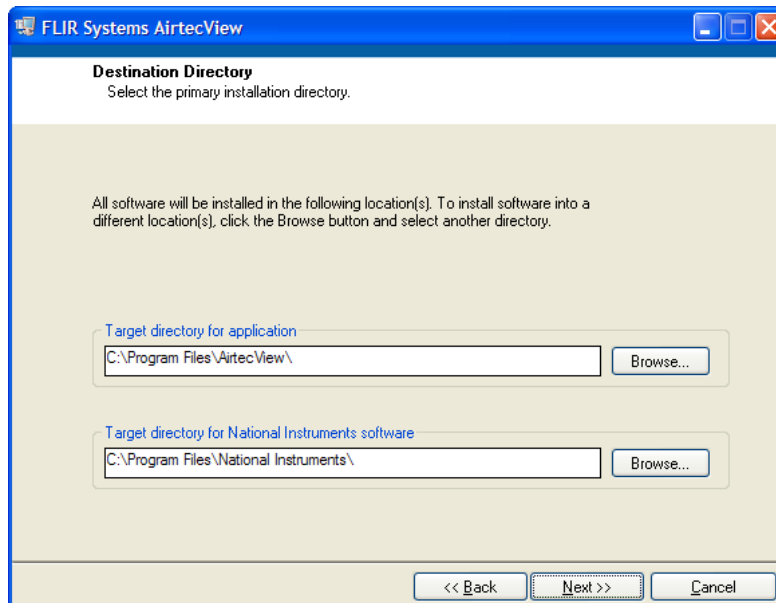 FLIR Systems AirtecView
Destination Directory
Select the primary installation directory.
All software will be installed in the following location(s). To install software into a
different location(s), click the Browse button and select another directory.
Target directory for application
C:\Program Files\AirtecView\
Browse...
Target directory for National Instruments software
C:\Program Files\National Instruments\
Browse...
<< Back
Next >>
Cancel